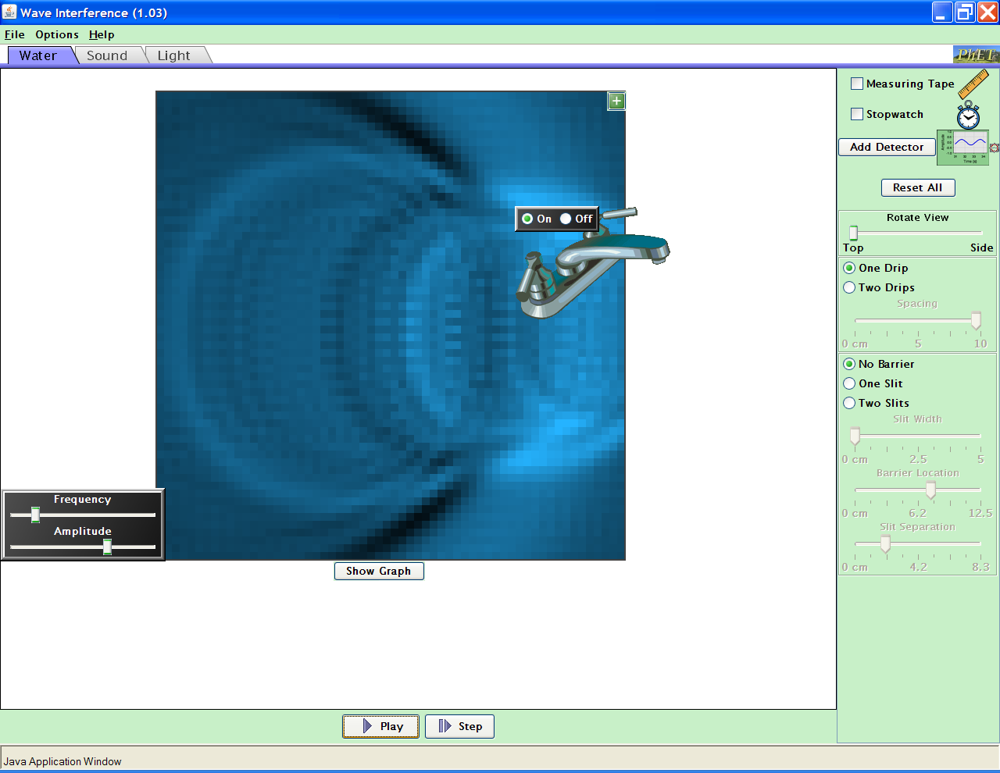 Wave Interference (1.03)
File Options Help
Water Sound Light
PhET
Measuring Tape
Stopwatch
Add Detector
Reset All
Rotate View
Top Side
One Drip
Two Drips
Spacing
0 cm 5 10
No Barrier
One Slit
Two Slits
Slit Width
0 cm 2.5 5
Barrier Location
0 cm 6.2 12.5
Slit Separation
0 cm 4.2 8.3
On Off
Frequency
Amplitude
Show Graph
Play Step
Java Application Window